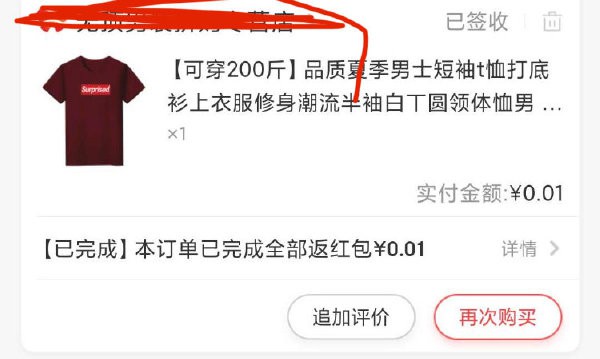 已签收
【可穿200斤】品质夏季男士短袖t恤打底
衫上衣服修身潮流半袖白丅圆领体恤男 ...
Surprised
×1
实付金额:¥0.01
【已完成】本订单已完成全部返红包¥0.01
详情
追加评价
再次购买